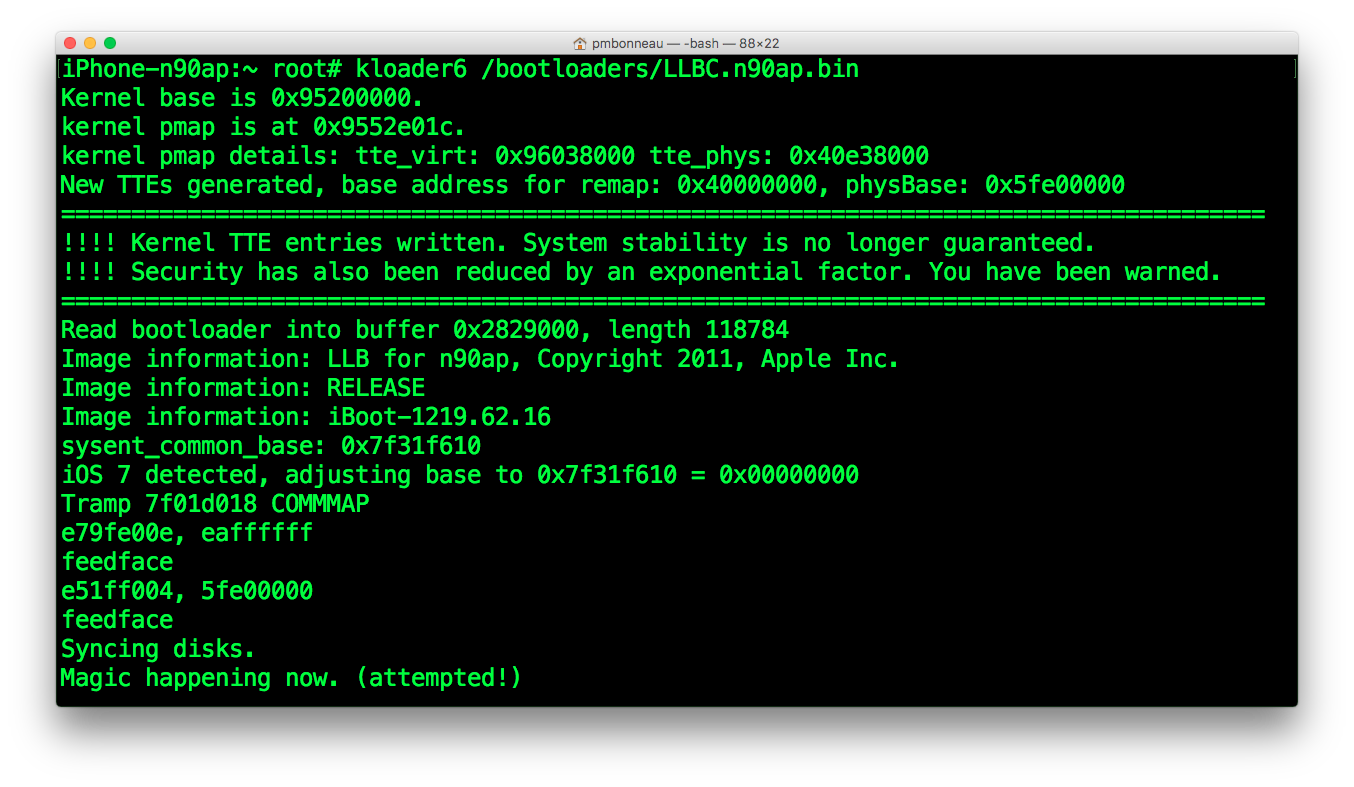 pmbonneau — -bash — 88×22
iPhone-n90ap:~ root# kloader6 /bootloaders/LLBC.n90ap.bin
Kernel base is 0x95200000.
kernel pmap is at 0x9552e01c.
kernel pmap details: tte_virt: 0x96038000 tte_phys: 0x40e38000
New TTEs generated, base address for remap: 0x40000000, physBase: 0x5fe00000
======================================================================================
!!!! Kernel TTE entries written. System stability is no longer guaranteed.
!!!! Security has also been reduced by an exponential factor. You have been warned.
======================================================================================
Read bootloader into buffer 0x2829000, length 118784
Image information: LLB for n90ap, Copyright 2011, Apple Inc.
Image information: RELEASE
Image information: iBoot-1219.62.16
sysent_common_base: 0x7f31f610
iOS 7 detected, adjusting base to 0x7f31f610 = 0x00000000
Tramp 7f01d018 COMMMAP
e79fe00e, eaffffff
feedface
e51ff004, 5fe00000
feedface
Syncing disks.
Magic happening now. (attempted!)